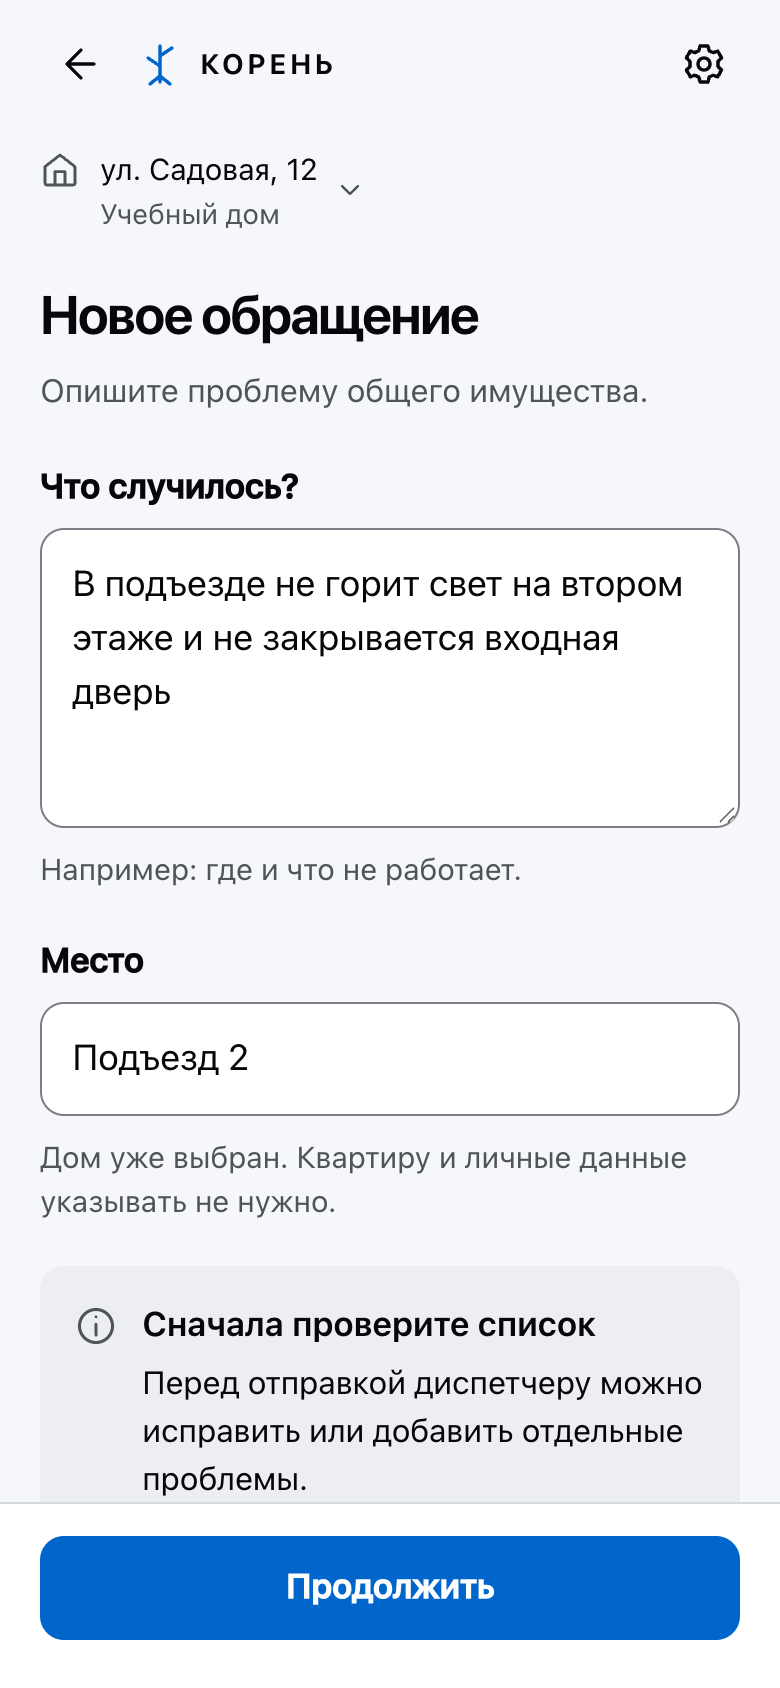 КОРЕНЬ
ул. Садовая, 12
Учебный дом
Новое обращение
Опишите проблему общего имущества.
Что случилось?
В подъезде не горит свет на втором
этаже и не закрывается входная
дверь
Например: где и что не работает.
Место
Подъезд 2
Дом уже выбран. Квартиру и личные данные
указывать не нужно.
Сначала проверите список
Перед отправкой диспетчеру можно
исправить или добавить отдельные
проблемы.
Продолжить